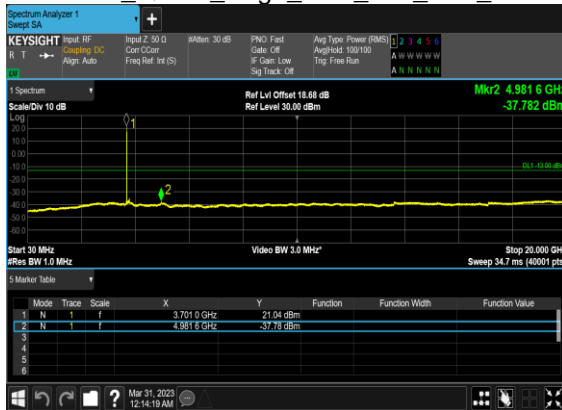 Spectrum Analyzer 1
Swept SA
+
KEYSIGHT Input: RF Input Z: 50 Ω #Atten: 30 dB PNO: Fast Avg Type: Power (RMS) 1 2 3 4 5 6
R T Coupling: DC Corr CCorr Gate: Off Avg|Hold: 100/100 A W W W W W
Align: Auto Freq Ref: Int (S) IF Gain: Low Trig: Free Run
LXI Sig Track: Off A N N N N N
1 Spectrum Ref Lvl Offset 18.68 dB Mkr2 4.981 6 GHz
Scale/Div 10 dB Ref Level 30.00 dBm -37.782 dBm
Log
1
20.0
10.0
0.00
-10.0
DL1 -13.00 dBm
-20.0
-30.0
2
-40.0
-50.0
-60.0
Start 30 MHz Video BW 3.0 MHz* Stop 20.000 GHz
#Res BW 1.0 MHz Sweep 34.7 ms (40001 pts)
5 Marker Table
Mode Trace Scale X Y Function Function Width Function Value
1 N 1 f 3.701 0 GHz 21.04 dBm
2 N 1 f 4.981 6 GHz -37.78 dBm
3
4
5
6
? Mar 31, 2023
12:14:19 AM